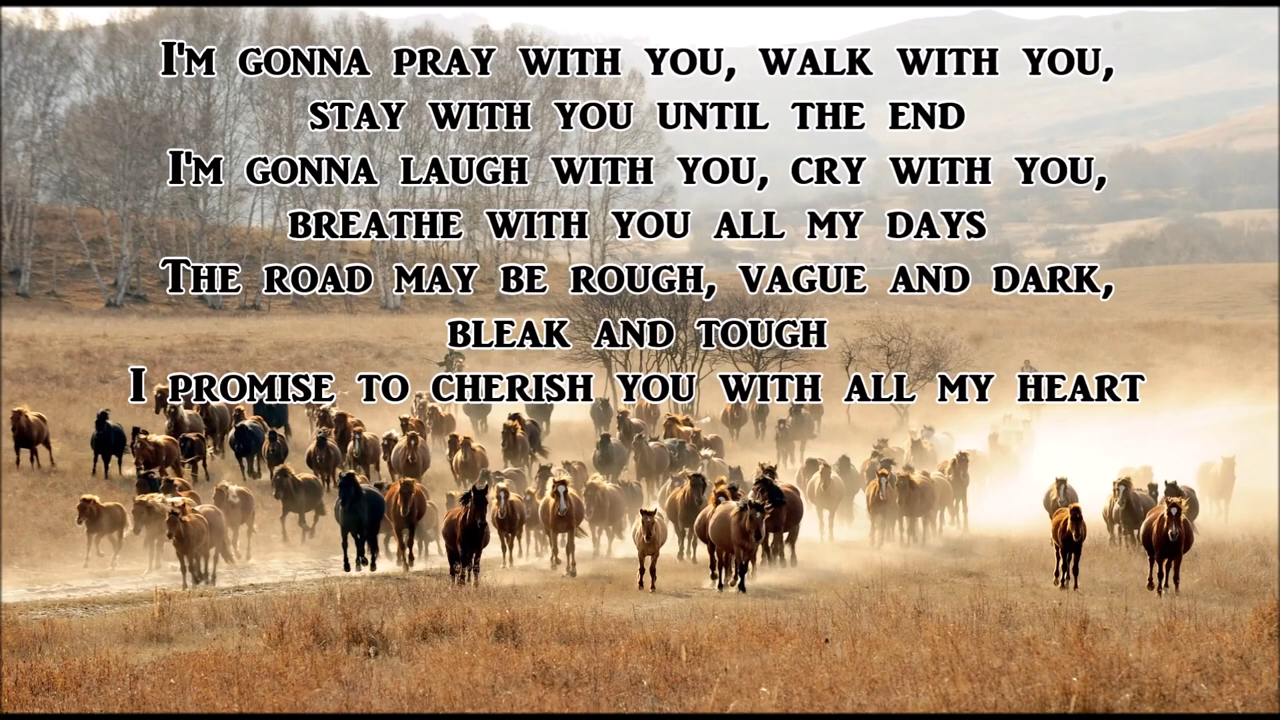 I'm gonna pray with you, walk with you,
stay with you until the end
I'm gonna laugh with you, cry with you,
breathe with you all my days
The road may be rough, vague and dark,
bleak and tough
I promise to cherish you with all my heart